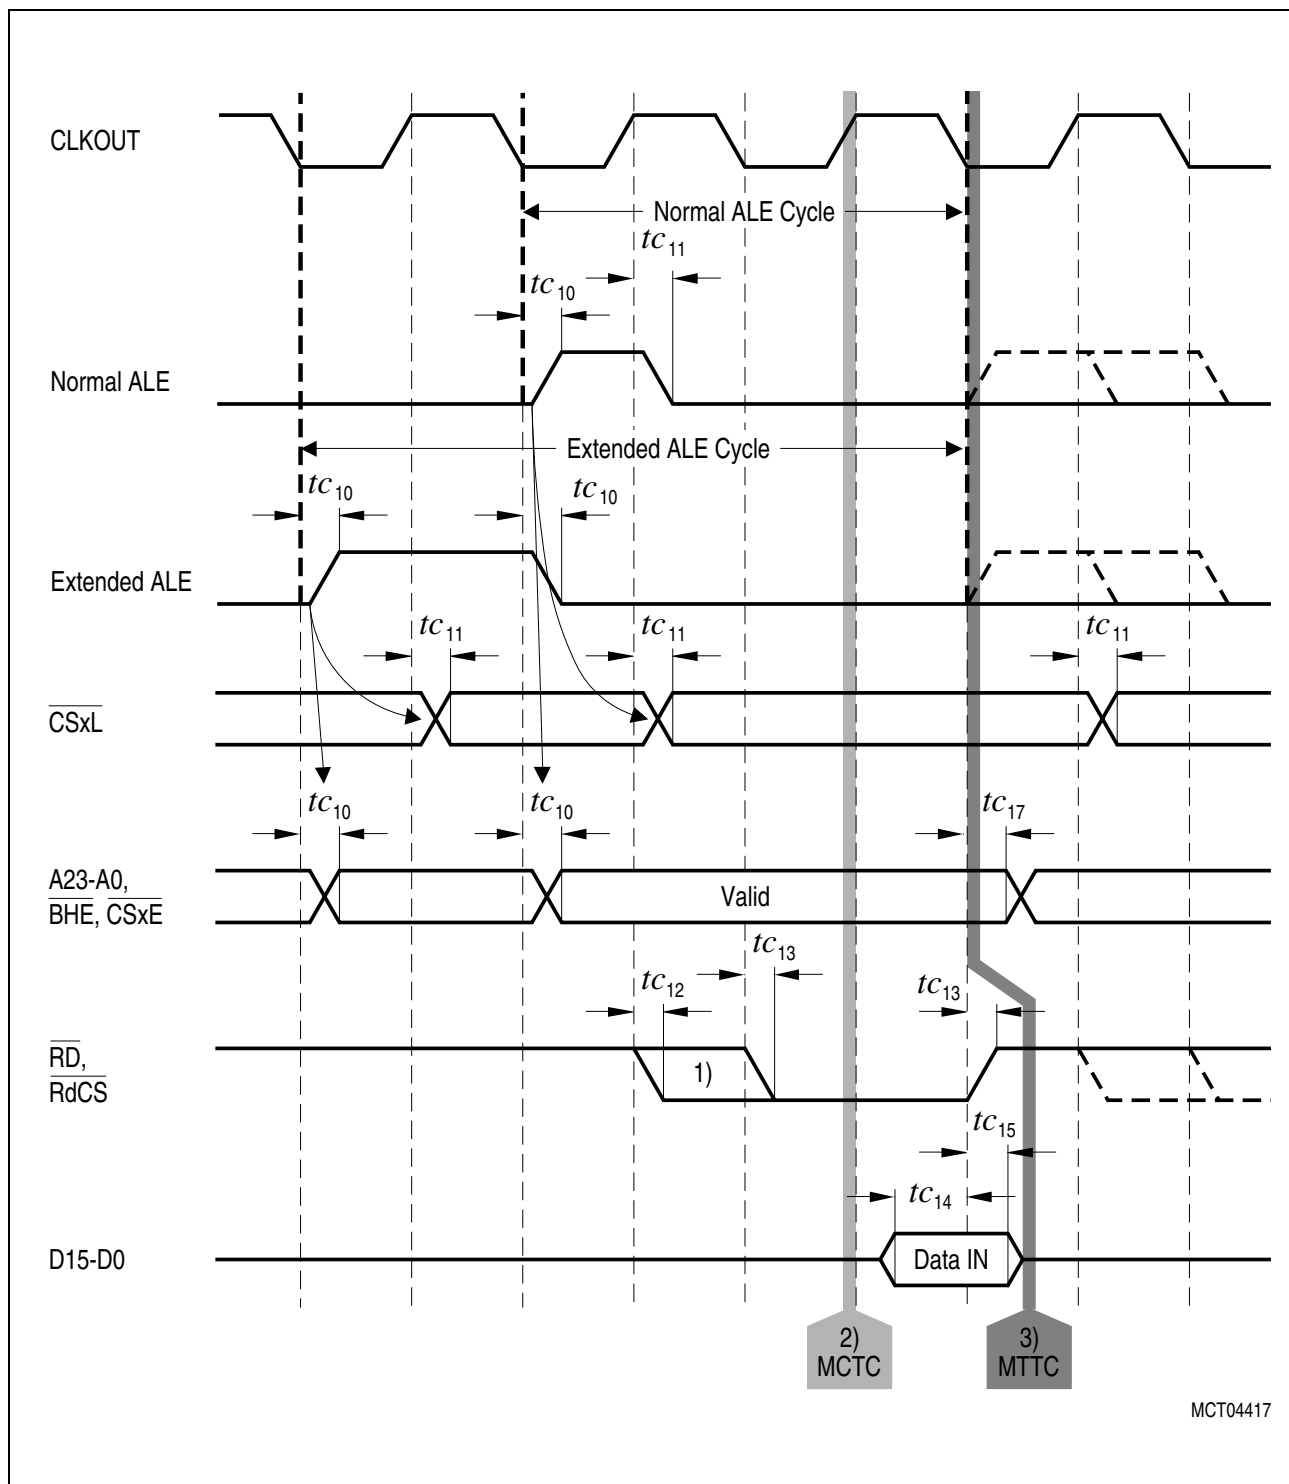 CLKOUT
Normal ALE Cycle
tc11
tc10
Normal ALE
Extended ALE Cycle
tc10
tc10
Extended ALE
tc11
tc11
tc11
CSxL
tc10
tc10
tc17
A23-A0,
BHE, CSxE
Valid
tc13
tc12
tc13
RD,
RdCS
1)
tc15
tc14
D15-D0
Data IN
2)
MCTC
3)
MTTC
MCT04417